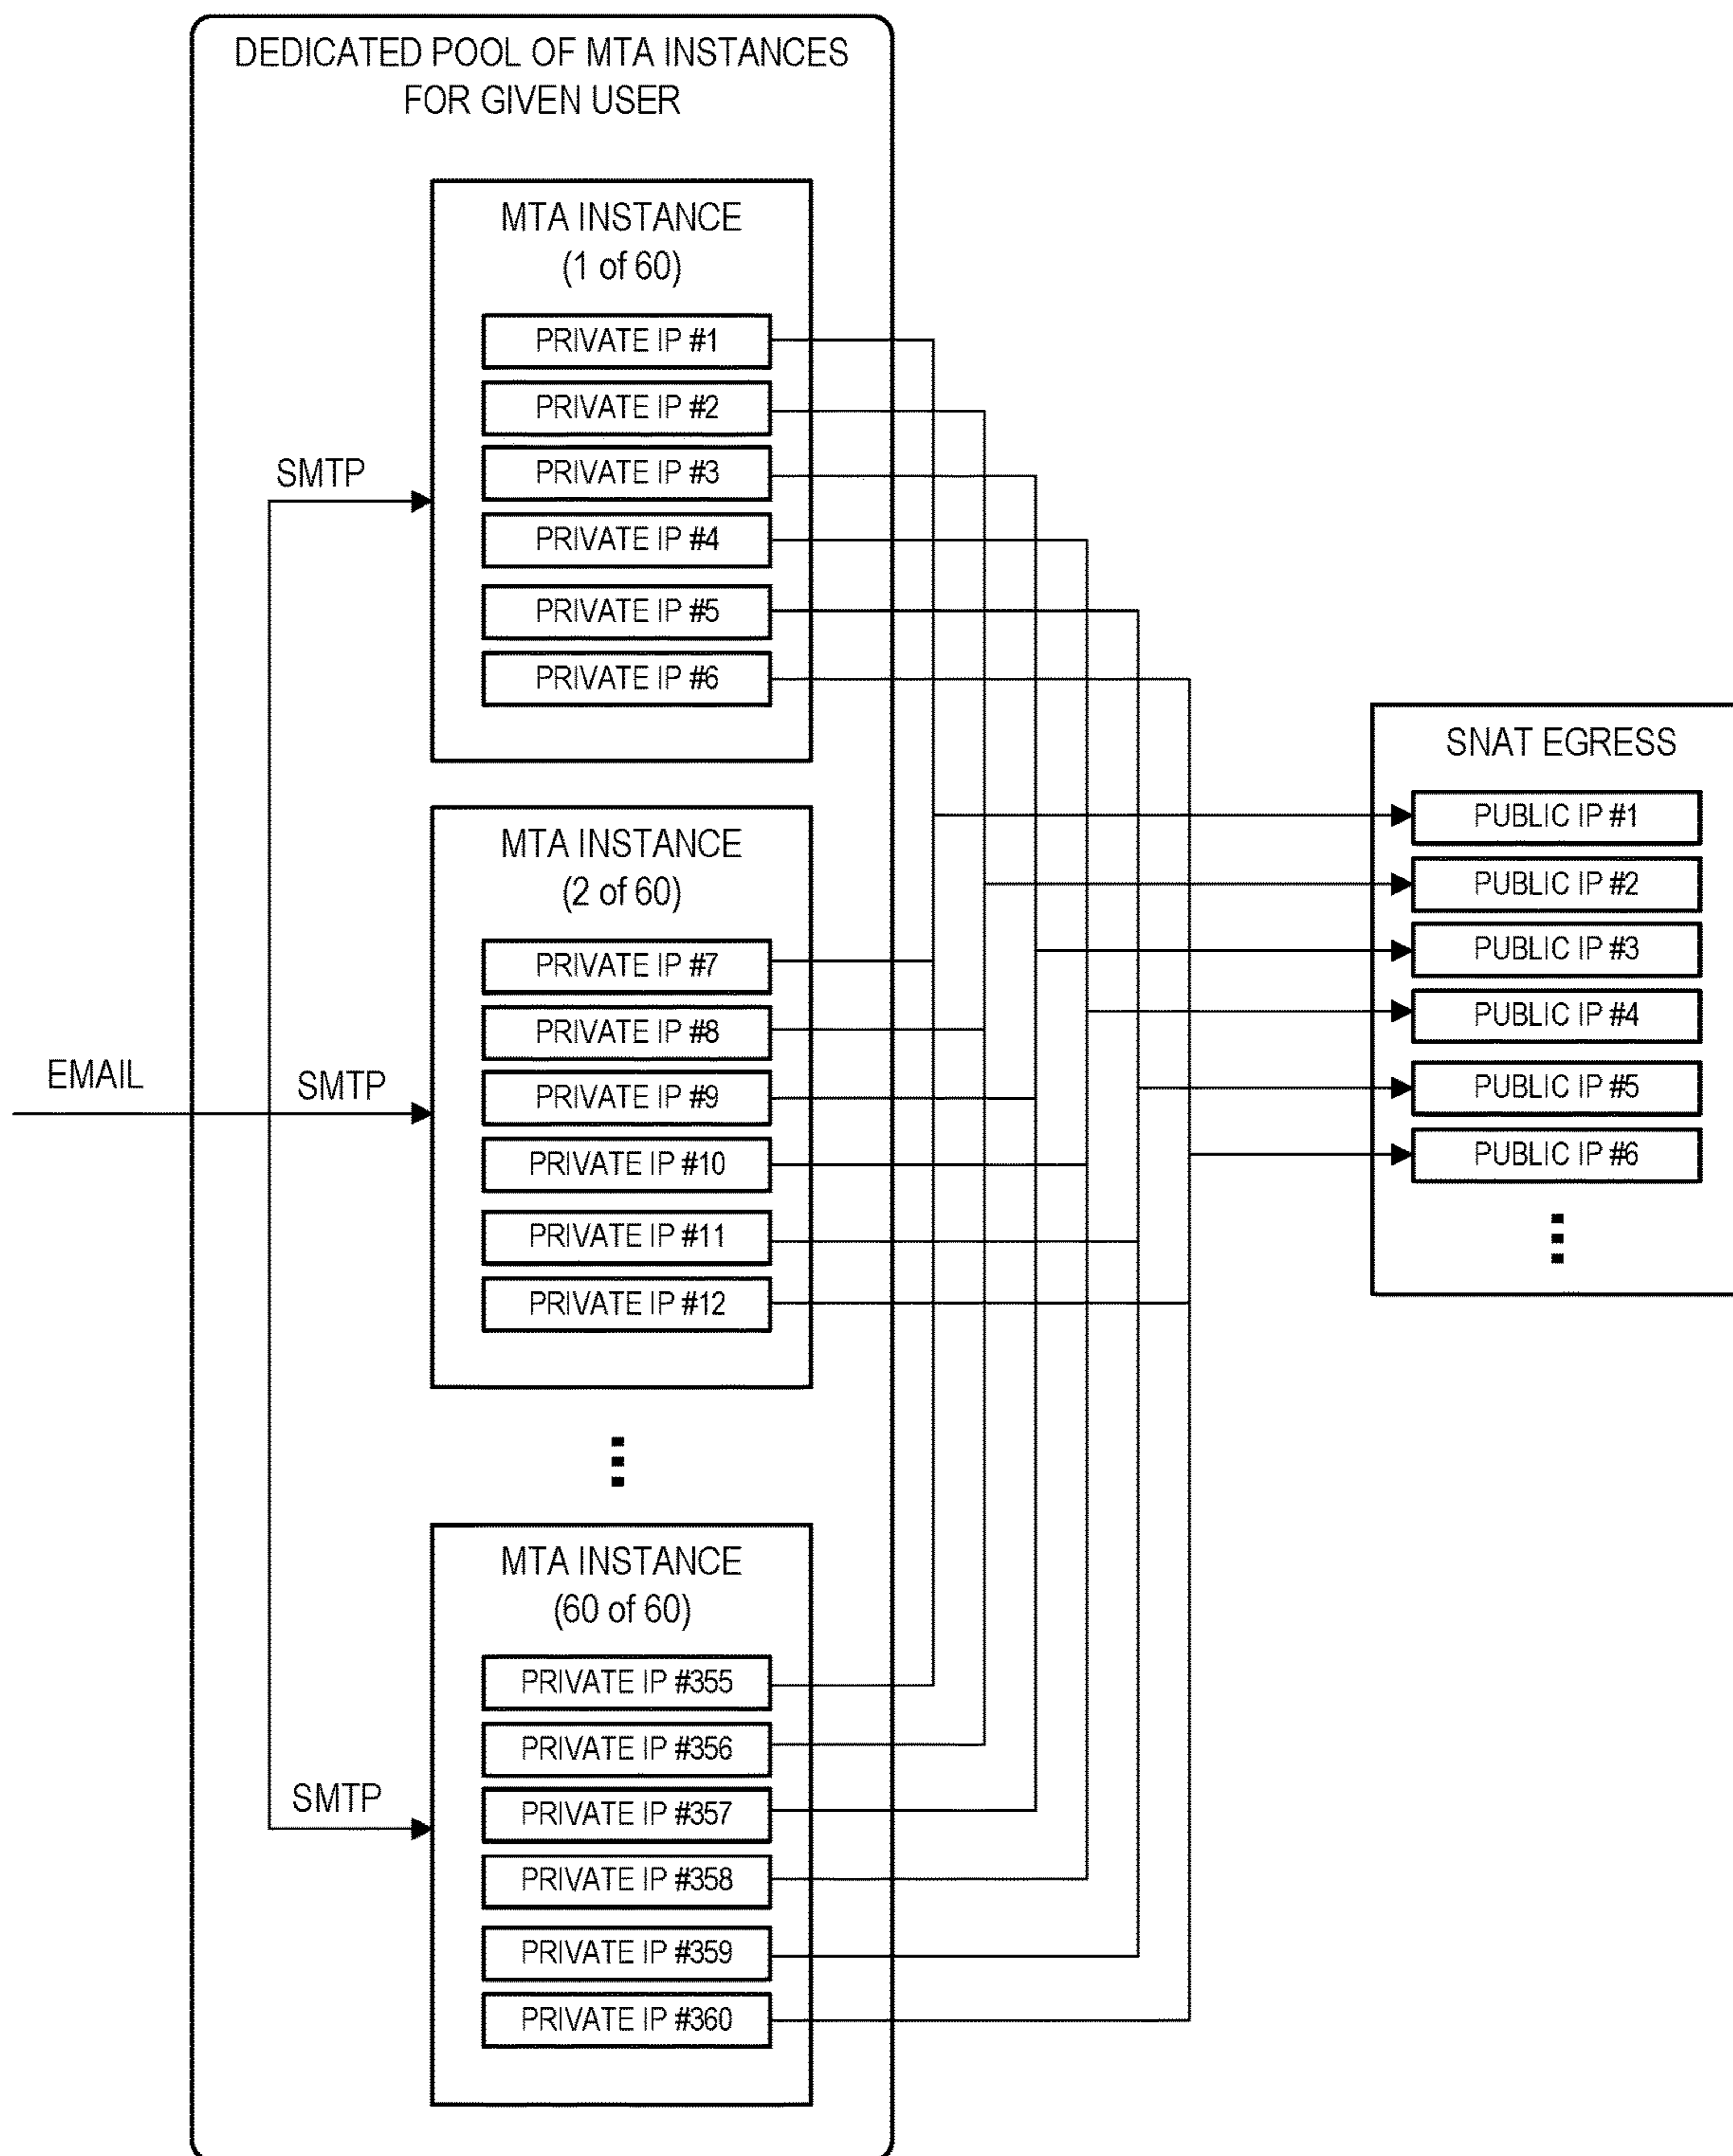 DEDICATED POOL OF MTA INSTANCES
FOR GIVEN USER
MTA INSTANCE
(1 of 60)
PRIVATE IP #1
PRIVATE IP #2
PRIVATE IP #3
PRIVATE IP #4
PRIVATE IP #5
PRIVATE IP #6
SMTP
MTA INSTANCE
(2 of 60)
PRIVATE IP #7
PRIVATE IP #8
PRIVATE IP #9
PRIVATE IP #10
PRIVATE IP #11
PRIVATE IP #12
EMAIL
SMTP
MTA INSTANCE
(60 of 60)
PRIVATE IP #355
PRIVATE IP #356
PRIVATE IP #357
PRIVATE IP #358
PRIVATE IP #359
PRIVATE IP #360
SMTP
SNAT EGRESS
PUBLIC IP #1
PUBLIC IP #2
PUBLIC IP #3
PUBLIC IP #4
PUBLIC IP #5
PUBLIC IP #6